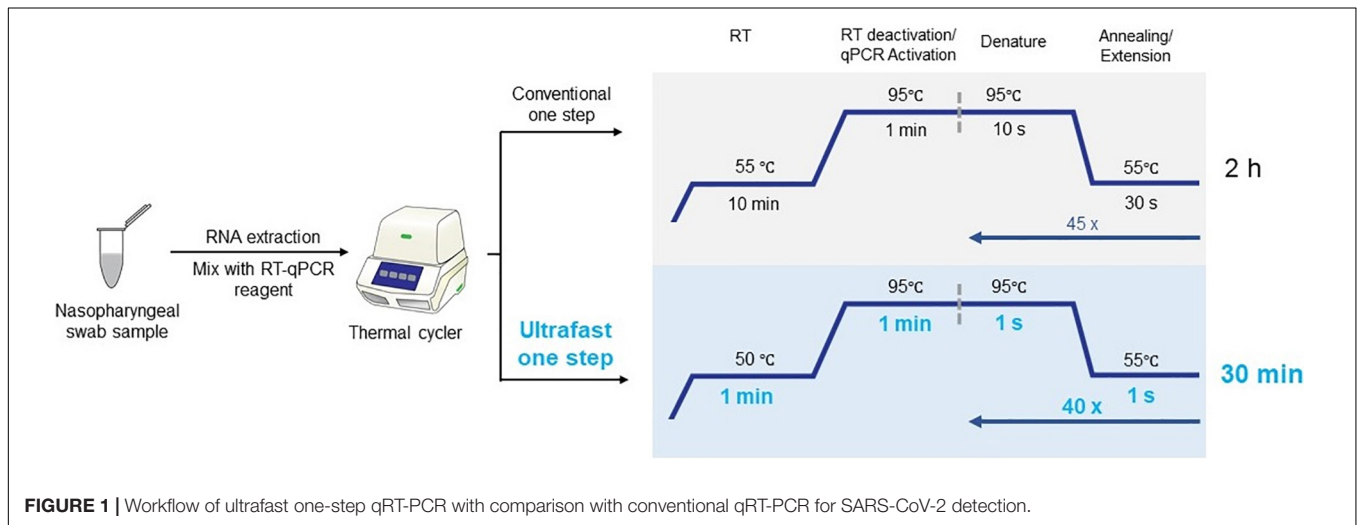 RT
RT deactivation/
qPCR Activation
Denature
Annealing/
Extension
Conventional
one step
95℃
95℃
1 min
10 s
55 ℃
10 min
55℃
30 s
45 x
2 h
RNA extraction
Mix with RT-qPCR
reagent
Nasopharyngeal
swab sample
Thermal cycler
Ultrafast
one step
95℃
95℃
1 min
1 s
50 ℃
1 min
55℃
1 s
40 x
30 min
FIGURE 1 | Workflow of ultrafast one-step qRT-PCR with comparison with conventional qRT-PCR for SARS-CoV-2 detection.